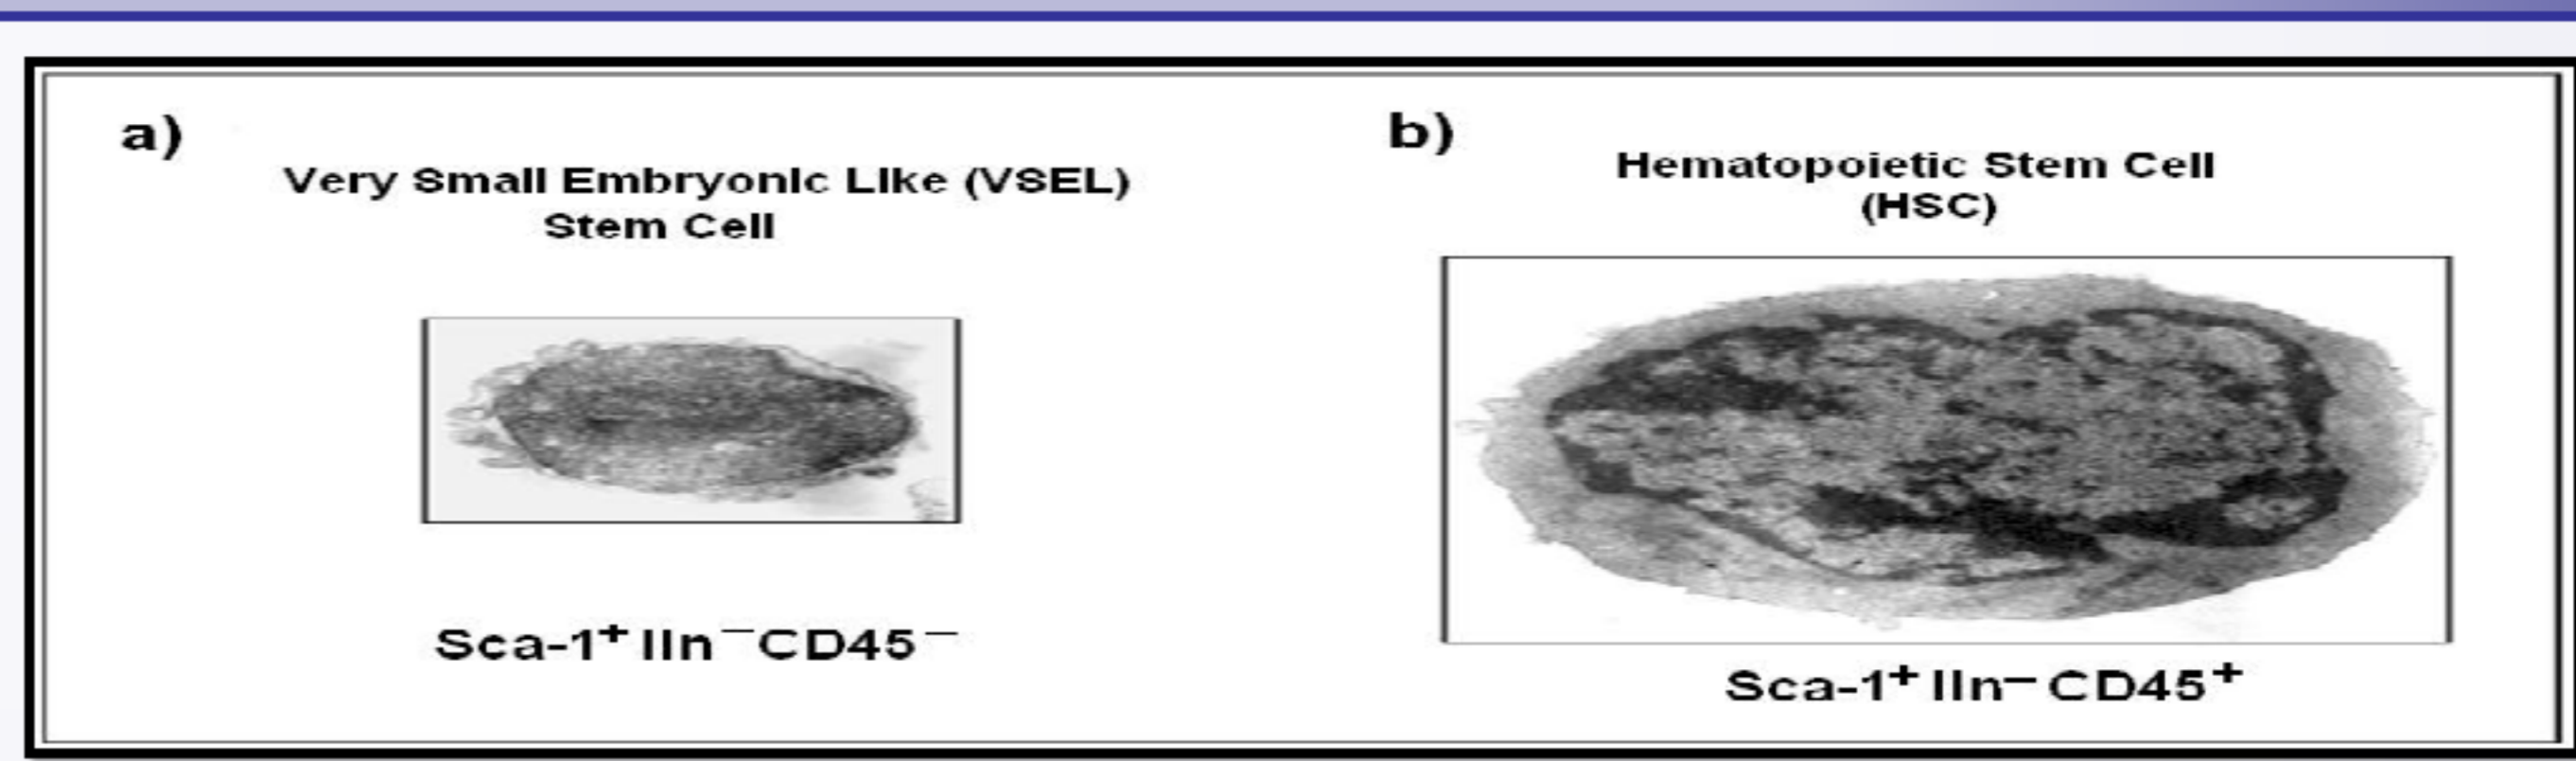 a)
Very Small Embryonic Like (VSEL)
Stem Cell
Sca-1⁺ lin⁻CD45⁻
b)
Hematopoietic Stem Cell
(HSC)
Sca-1⁺ lin⁻ CD45⁺